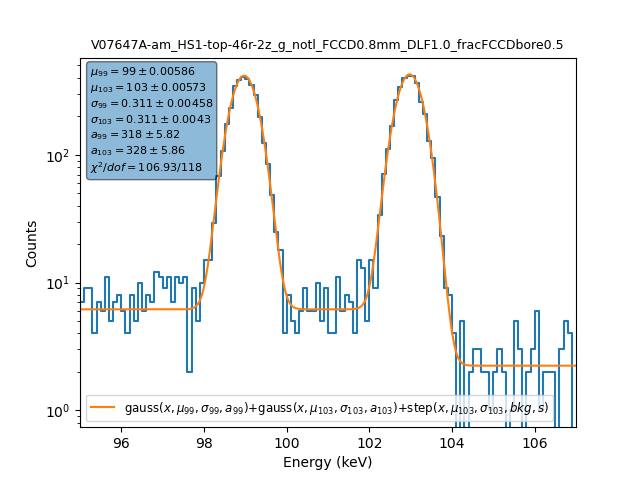 V07647A-am_HS1-top-46r-2z_g_notl_FCCD0.8mm_DLF1.0_fracFCCDbore0.5
μ₉₉ = 99 ± 0.00586
μ₁₀₃ = 103 ± 0.00573
σ₉₉ = 0.311 ± 0.00458
σ₁₀₃ = 0.311 ± 0.0043
a₉₉ = 318 ± 5.82
a₁₀₃ = 328 ± 5.86
χ²/dof = 106.93/118
Counts
10²
10¹
10⁰
gauss(x, μ₉₉, σ₉₉, a₉₉)+gauss(x, μ₁₀₃, σ₁₀₃, a₁₀₃)+step(x, μ₁₀₃, σ₁₀₃, bkg, s)
96 98 100 102 104 106
Energy (keV)